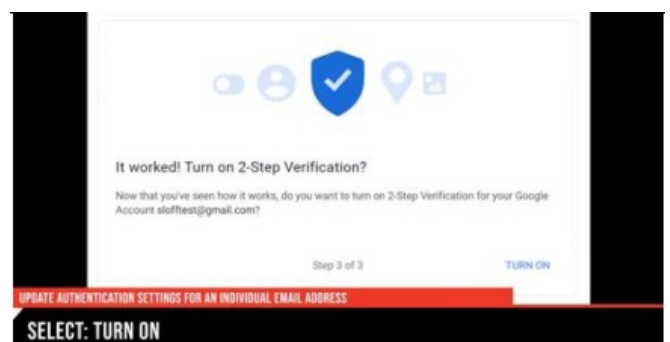 It worked! Turn on 2-Step Verification?
Now that you've seen how it works, do you want to turn on 2-Step Verification for your Google
Account slofftest@gmail.com?
Step 3 of 3
TURN ON
UPDATE AUTHENTICATION SETTINGS FOR AN INDIVIDUAL EMAIL ADDRESS
SELECT: TURN ON